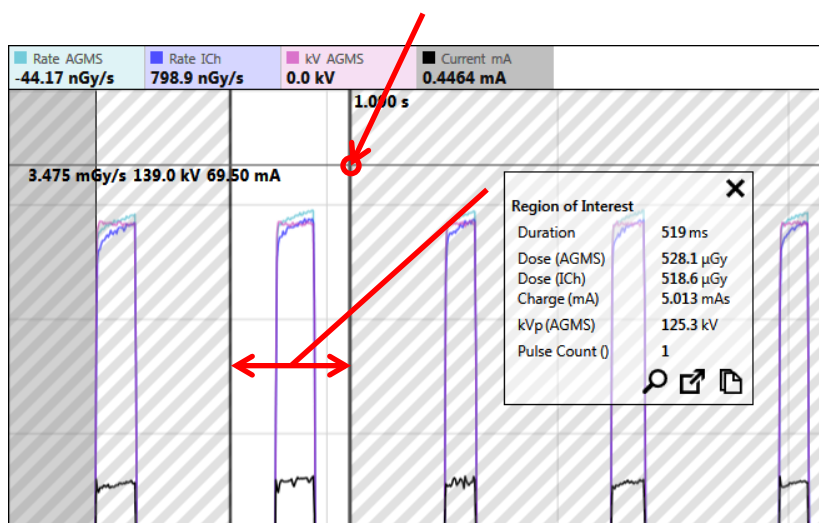 Rate AGMS Rate ICh kV AGMS Current mA
-44.17 nGy/s 798.9 nGy/s 0.0 kV 0.4464 mA
1.000 s
3.475 mGy/s 139.0 kV 69.50 mA
Region of Interest
Duration 519 ms
Dose (AGMS) 528.1 µGy
Dose (ICh) 518.6 µGy
Charge (mA) 5.013 mAs
kVp (AGMS) 125.3 kV
Pulse Count () 1